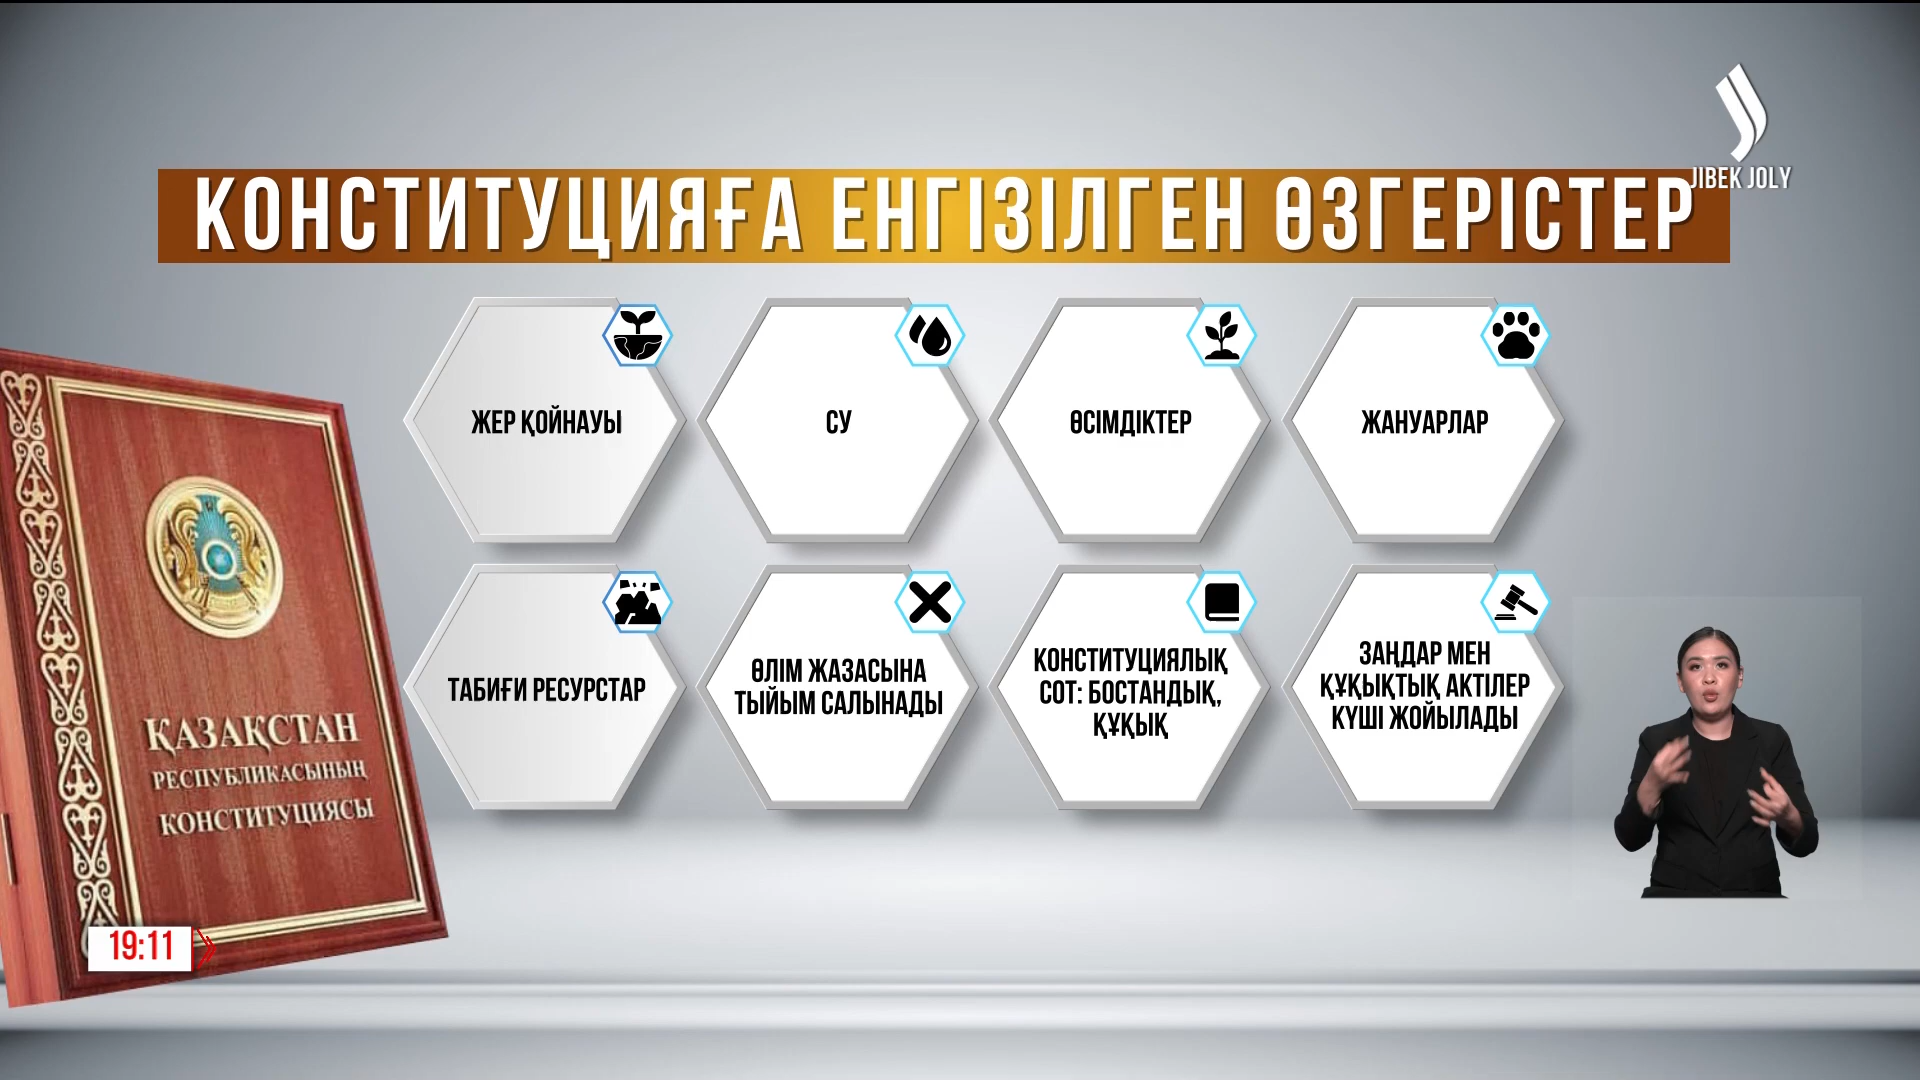 JIBEK JOLY
КОНСТИТУЦИЯҒА ЕНГІЗІЛГЕН ӨЗГЕРІСТЕР
ЖЕР ҚОЙНАУЫ
СУ
ӨСІМДІКТЕР
ЖАНУАРЛАР
ТАБИҒИ РЕСУРСТАР
ӨЛІМ ЖАЗАСЫНА
ТЫЙЫМ САЛЫНАДЫ
КОНСТИТУЦИЯЛЫҚ
СОТ: БОСТАНДЫҚ,
ҚҰҚЫҚ
ЗАҢДАР МЕН
ҚҰҚЫҚТЫҚ АКТІЛЕР
КҮШІ ЖОЙЫЛАДЫ
ҚАЗАҚСТАН
РЕСПУБЛИКАСЫНЫҢ
КОНСТИТУЦИЯСЫ
19:11